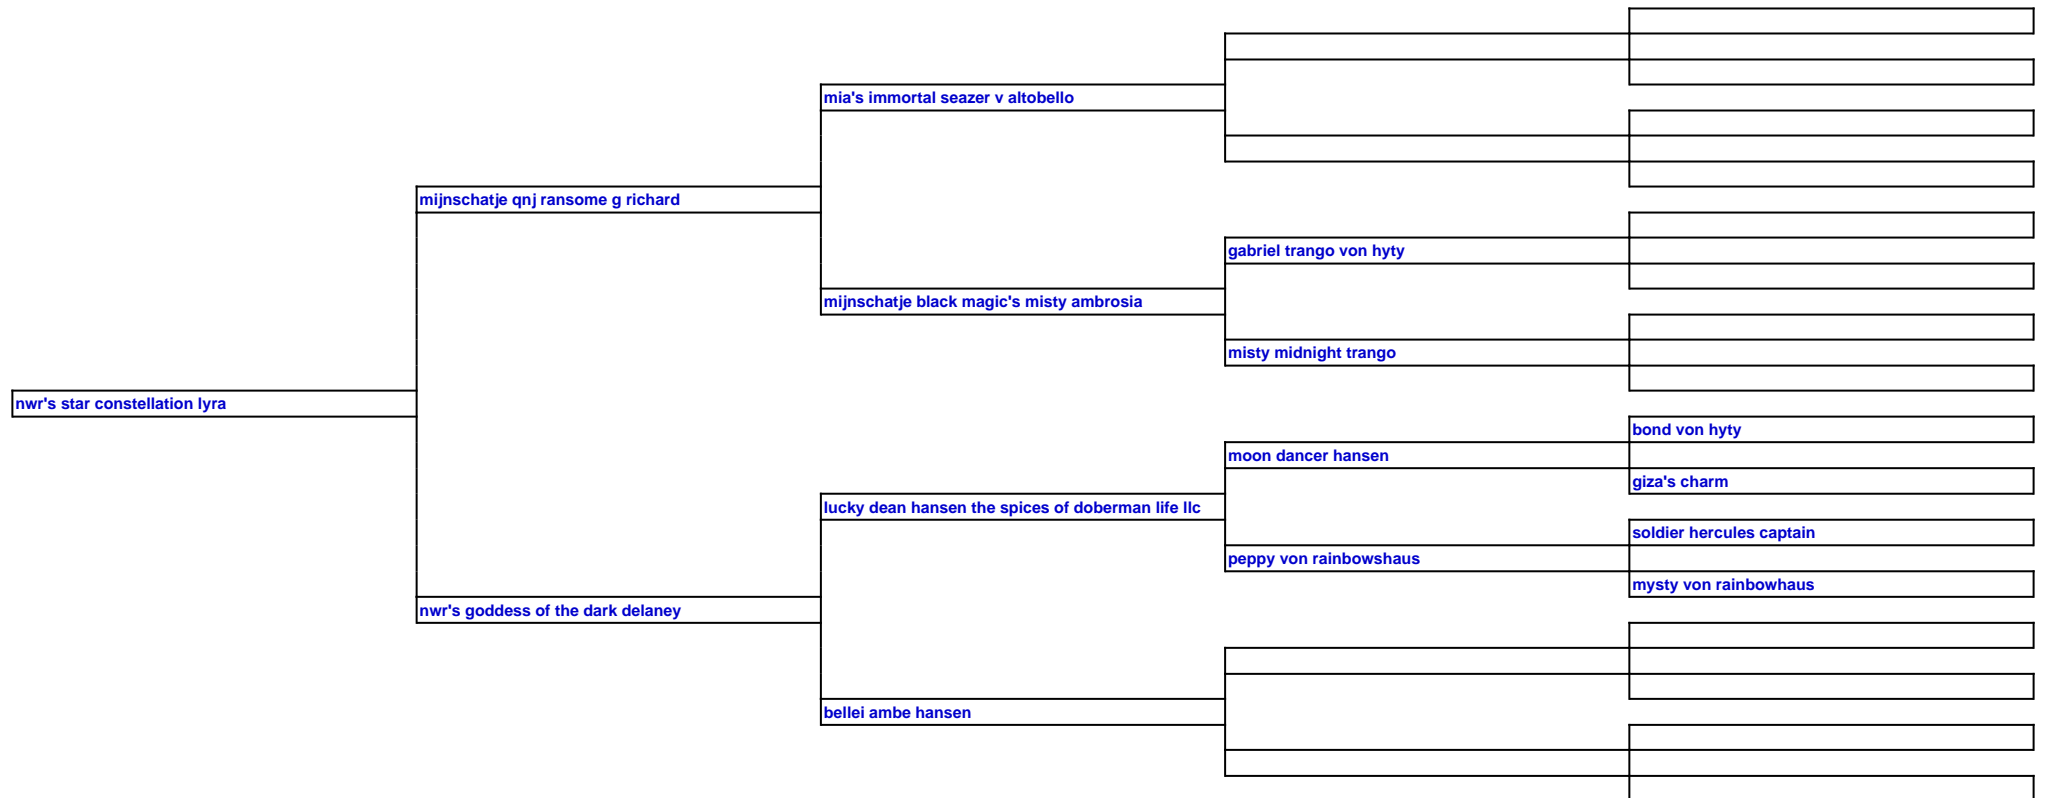 mia's immortal seazer v altobello
mijnschatje qnj ransome g richard
gabriel trango von hyty
mijnschatje black magic's misty ambrosia
misty midnight trango
nwr's star constellation lyra
bond von hyty
moon dancer hansen
giza's charm
lucky dean hansen the spices of doberman life llc
soldier hercules captain
peppy von rainbowshaus
mysty von rainbowhaus
nwr's goddess of the dark delaney
bellei ambe hansen